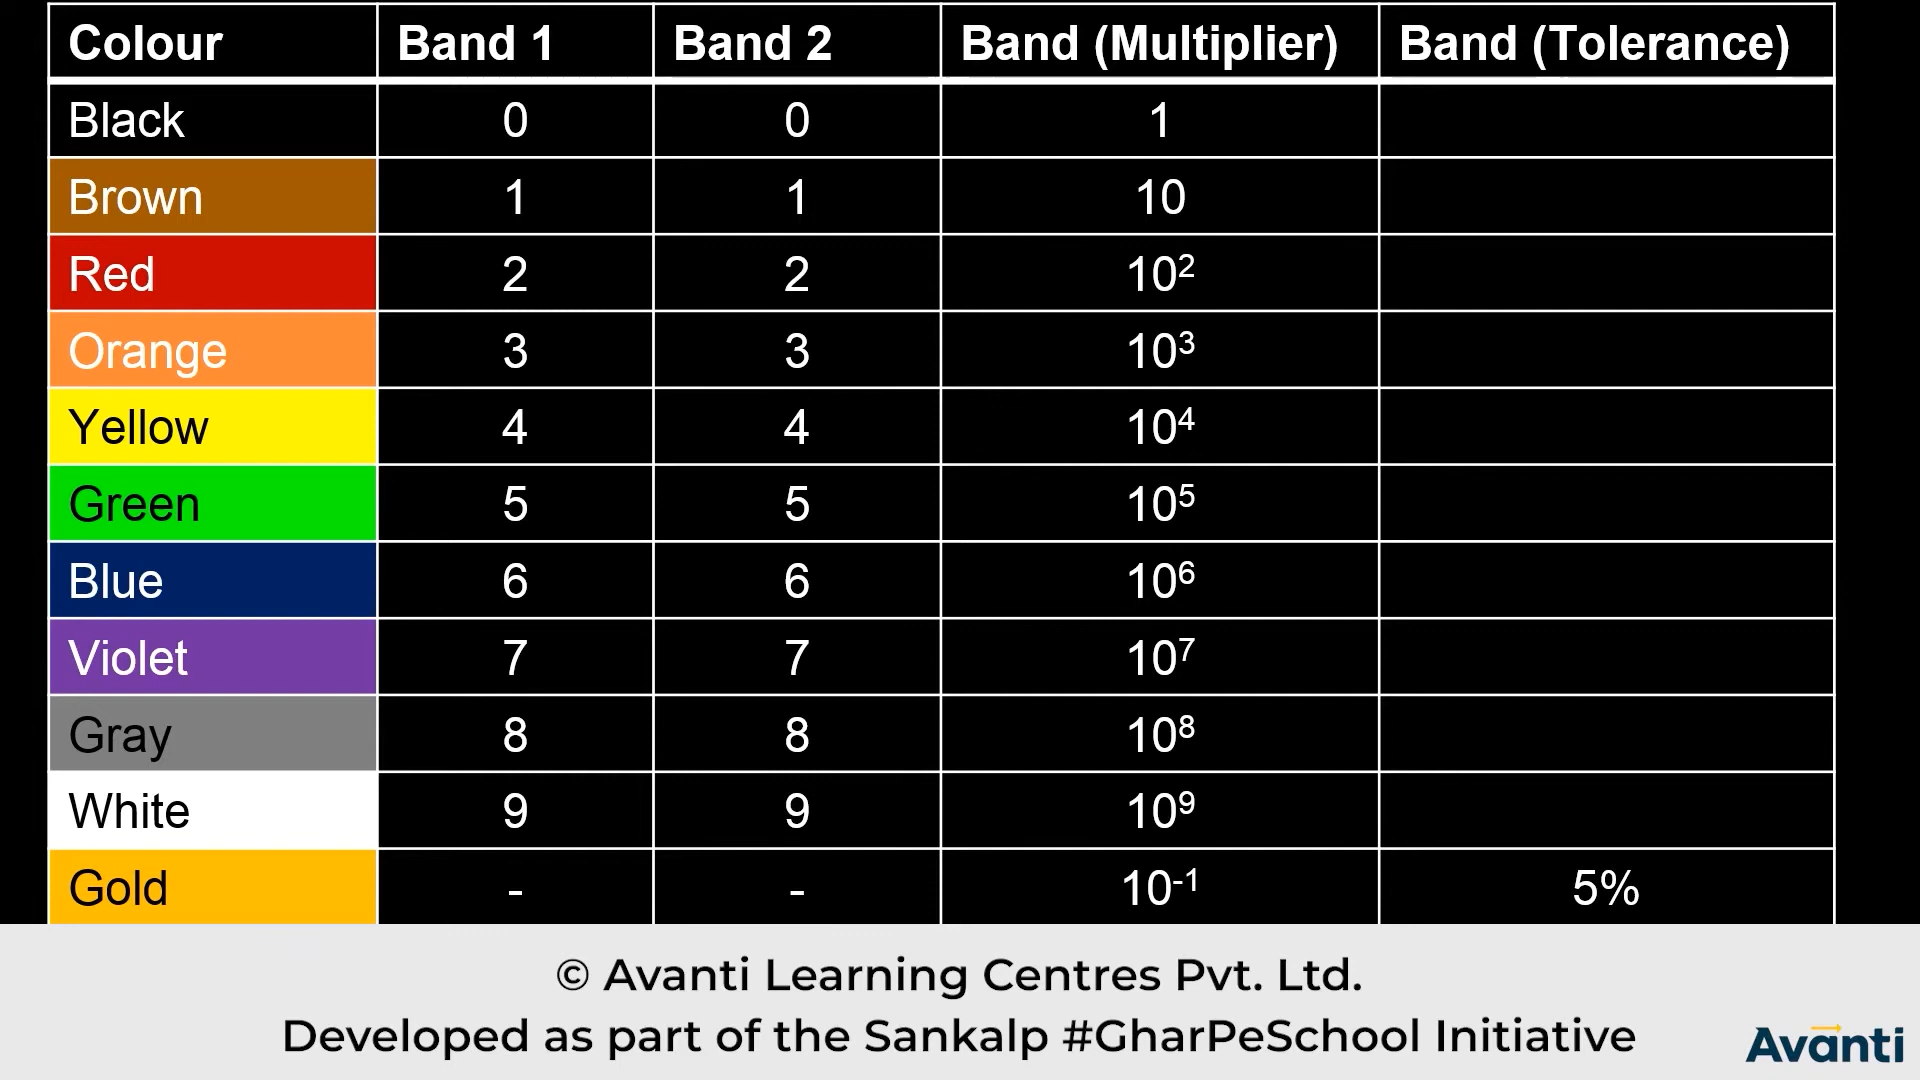 Colour Band 1 Band 2 Band (Multiplier) Band (Tolerance)
Black 0 0 1
Brown 1 1 10
Red 2 2 10²
Orange 3 3 10³
Yellow 4 4 10⁴
Green 5 5 10⁵
Blue 6 6 10⁶
Violet 7 7 10⁷
Gray 8 8 10⁸
White 9 9 10⁹
Gold - - 10⁻¹ 5%
© Avanti Learning Centres Pvt. Ltd.
Developed as part of the Sankalp #GharPeSchool Initiative
Avanti